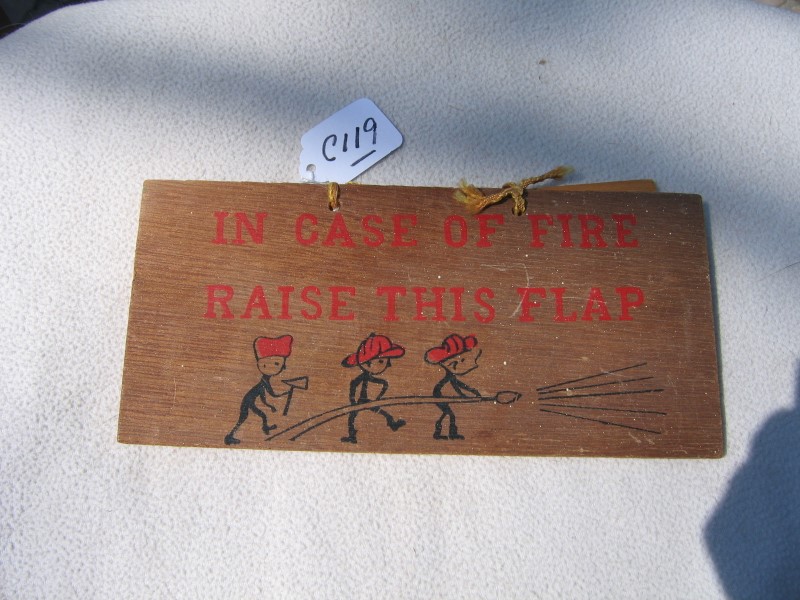 C119
IN CASE OF FIRE
RAISE THIS FLAP